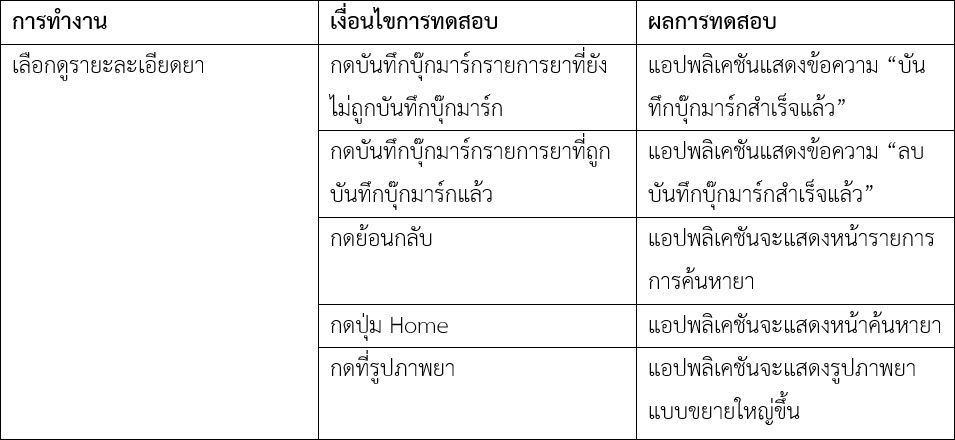 การทำงาน เงื่อนไขการทดสอบ ผลการทดสอบ
เลือกดูรายะละเอียดยา กดบันทึกบุ๊กมาร์กรายการยาที่ยัง แอปพลิเคชันแสดงข้อความ “บัน
ไม่ถูกบันทึกบุ๊กมาร์ก ทึกบุ๊กมาร์กสำเร็จแล้ว”
กดบันทึกบุ๊กมาร์กรายการยาที่ถูก แอปพลิเคชันแสดงข้อความ “ลบ
บันทึกบุ๊กมาร์กแล้ว บันทึกบุ๊กมาร์กสำเร็จแล้ว”
กดย้อนกลับ แอปพลิเคชันจะแสดงหน้ารายการ
การค้นหายา
กดปุ่ม Home แอปพลิเคชันจะแสดงหน้าค้นหายา
กดที่รูปภาพยา แอปพลิเคชันจะแสดงรูปภาพยา
แบบขยายใหญ่ขึ้น